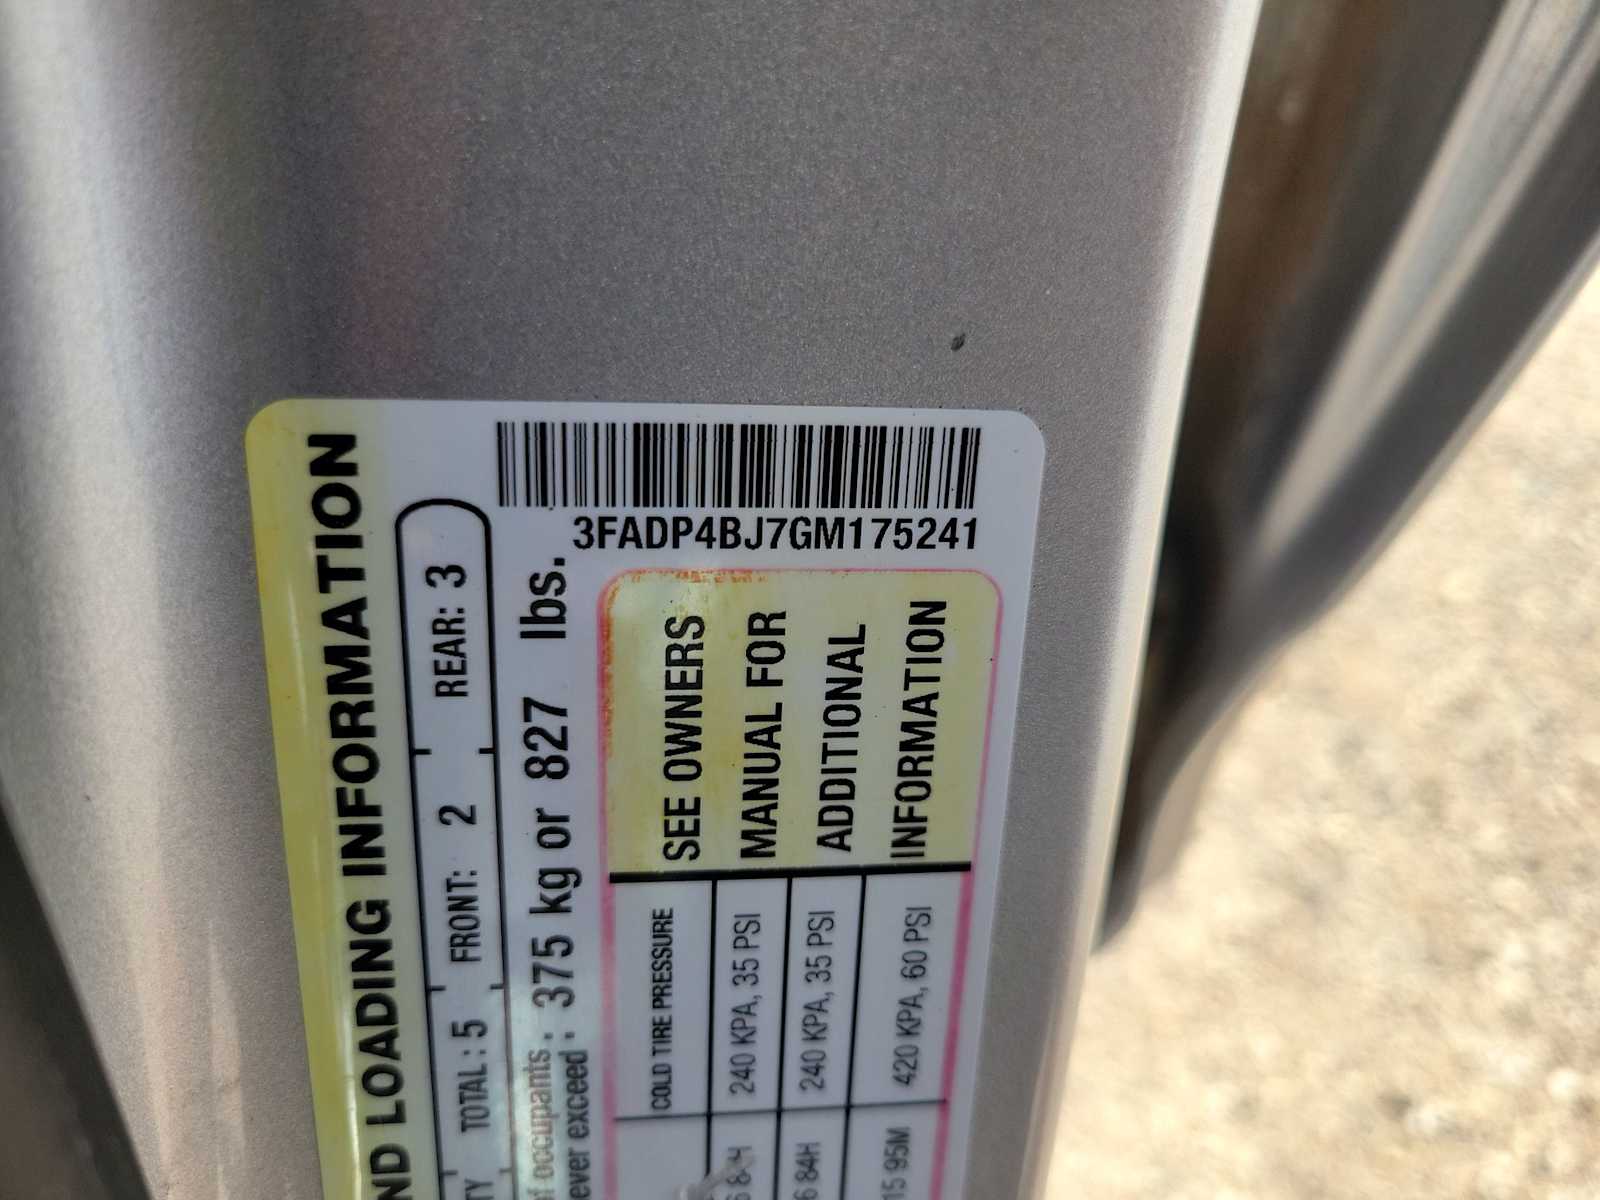 3FADP4BJ7GM175241
ND LOADING INFORMATION
TOTAL: 5 FRONT: 2 REAR: 3
of occupants:
ever exceed: 375 kg or 827 lbs.
COLD TIRE PRESSURE
240 KPA, 35 PSI
84H 240 KPA, 35 PSI
95M 420 KPA, 60 PSI
SEE OWNERS
MANUAL FOR
ADDITIONAL
INFORMATION